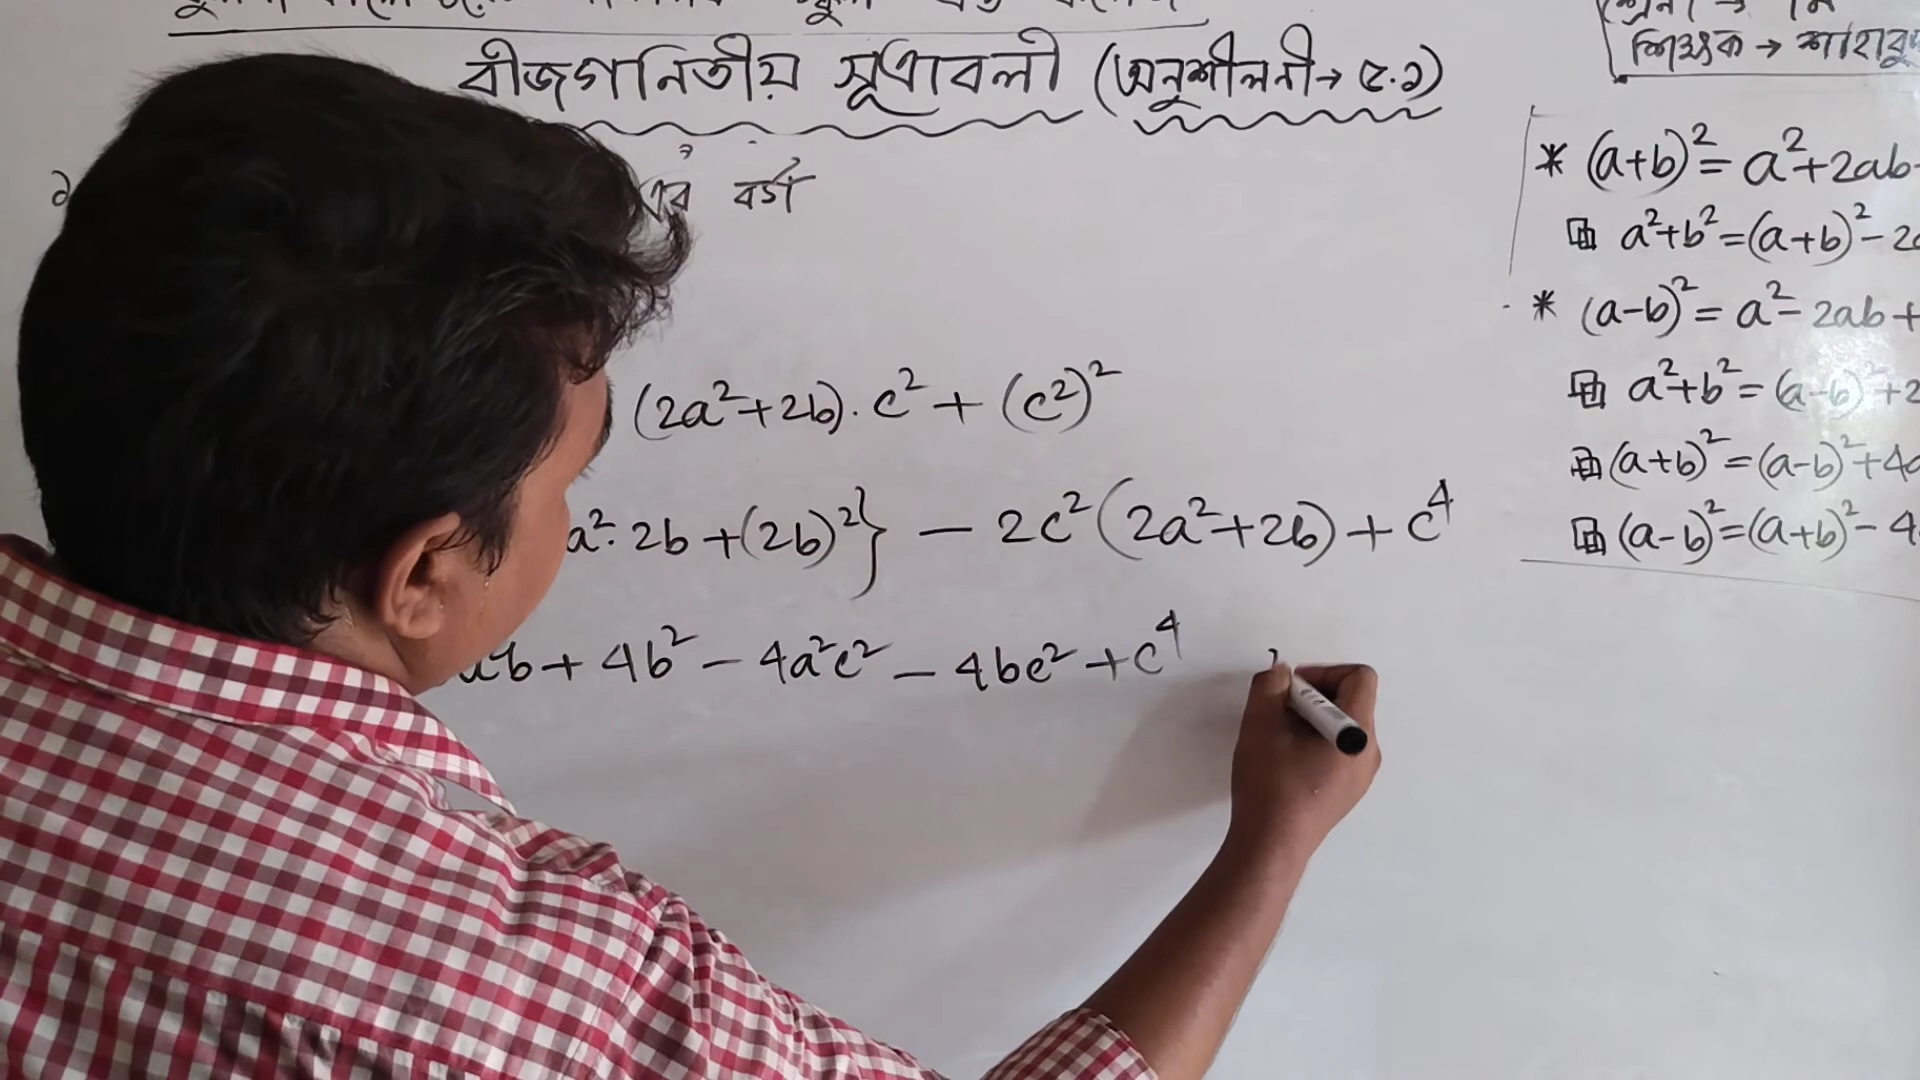 বীজগনিতীয় সূত্রাবলী (অনুশীলনী→ ৫.১)
শিক্ষক →
এর বর্গ
* (a+b)²= a²+2ab
a²+b²=(a+b)²-2
* (a-b)²= a²-2ab+
a²+b²=(a-b)²+2
(a+b)²=(a-b)²+4
(a-b)²=(a+b)²-4
(2a²+2b).c²+(c²)²
a².2b+(2b)²} - 2c²(2a²+2b)+c⁴
b+4b²-4a²c²-4bc²+c⁴